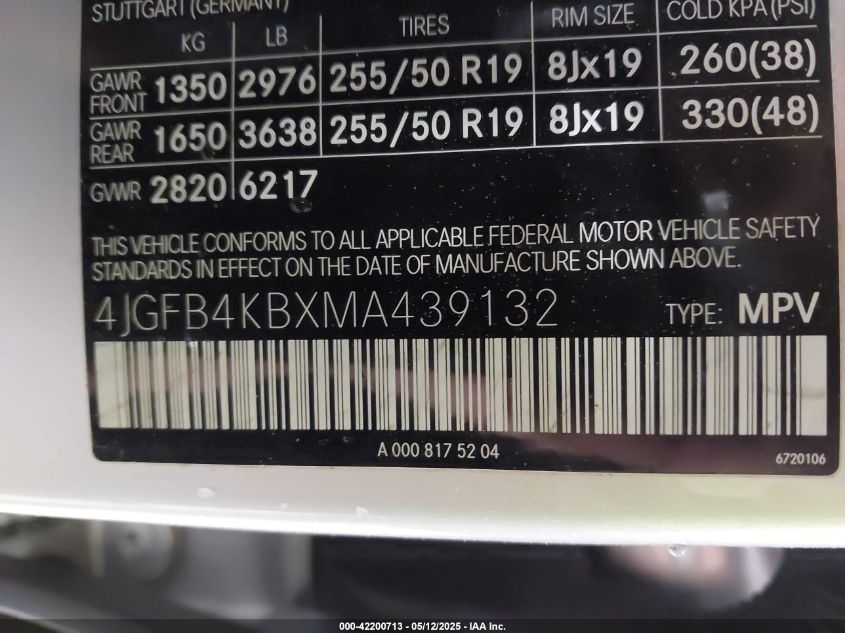 STUTTGART (GERMANY)
KG LB TIRES RIM SIZE COLD KPA (PSI)
GAWR FRONT 1350 2976 255/50 R19 8Jx19 260(38)
GAWR REAR 1650 3638 255/50 R19 8Jx19 330(48)
GVWR 2820 6217
THIS VEHICLE CONFORMS TO ALL APPLICABLE FEDERAL MOTOR VEHICLE SAFETY
STANDARDS IN EFFECT ON THE DATE OF MANUFACTURE SHOWN ABOVE.
4JGFB4KBXMA439132 TYPE: MPV
A 000 817 52 04
6720106
000-42200713 - 05/12/2025 - IAA Inc.